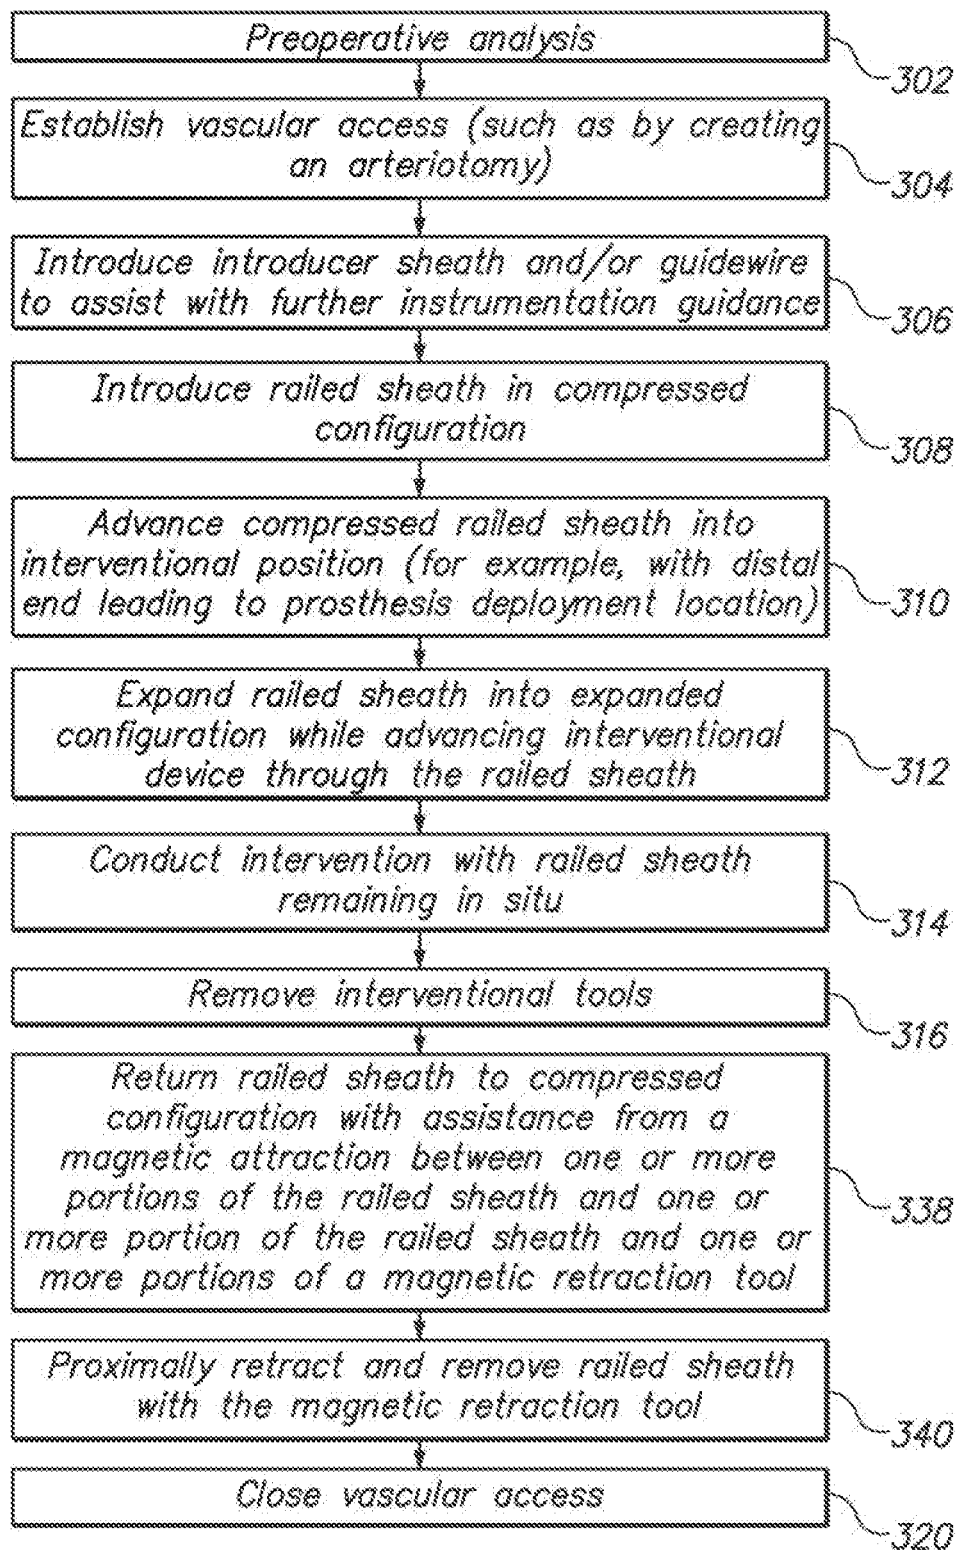 Preoperative analysis
302
Establish vascular access (such as by creating
an arteriotomy)
304
Introduce introducer sheath and/or guidewire
to assist with further instrumentation guidance
306
Introduce railed sheath in compressed
configuration
308
Advance compressed railed sheath into
interventional position (for example, with distal
end leading to prosthesis deployment location)
310
Expand railed sheath into expanded
configuration while advancing interventional
device through the railed sheath
312
Conduct intervention with railed sheath
remaining in situ
314
Remove interventional tools
316
Return railed sheath to compressed
configuration with assistance from a
magnetic attraction between one or more
portions of the railed sheath and one or
more portion of the railed sheath and one or
more portions of a magnetic retraction tool
338
Proximally retract and remove railed sheath
with the magnetic retraction tool
340
Close vascular access
320